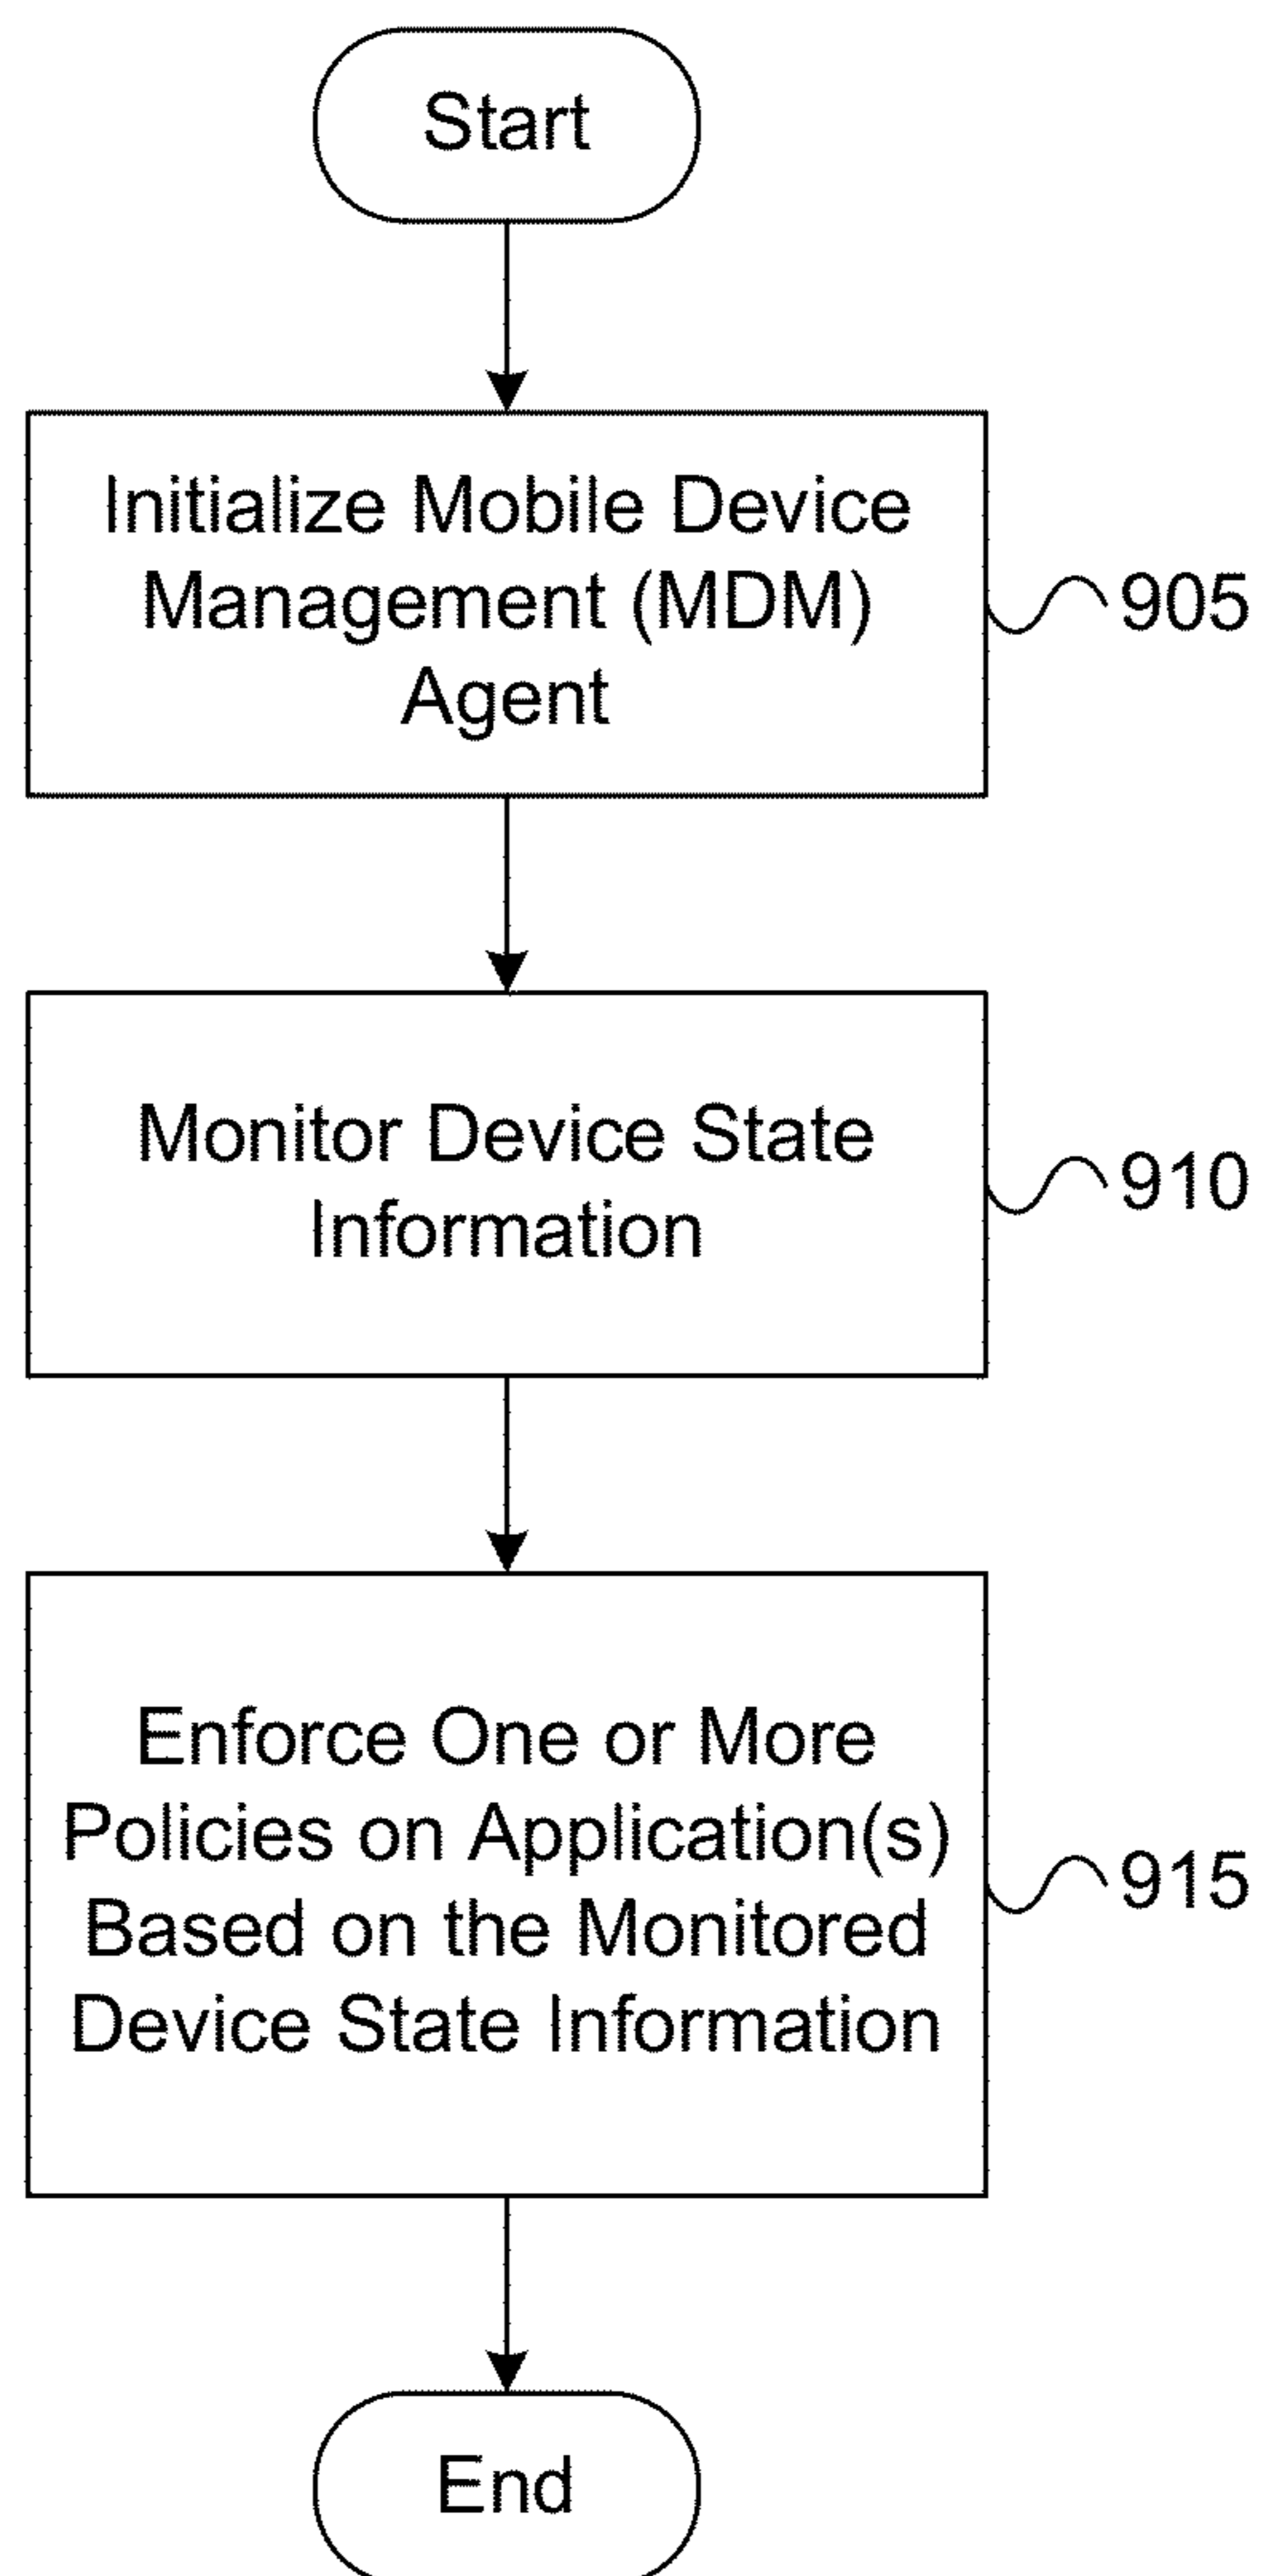 Start
Initialize Mobile Device
Management (MDM)
Agent
905
Monitor Device State
Information
910
Enforce One or More
Policies on Application(s)
Based on the Monitored
Device State Information
915
End